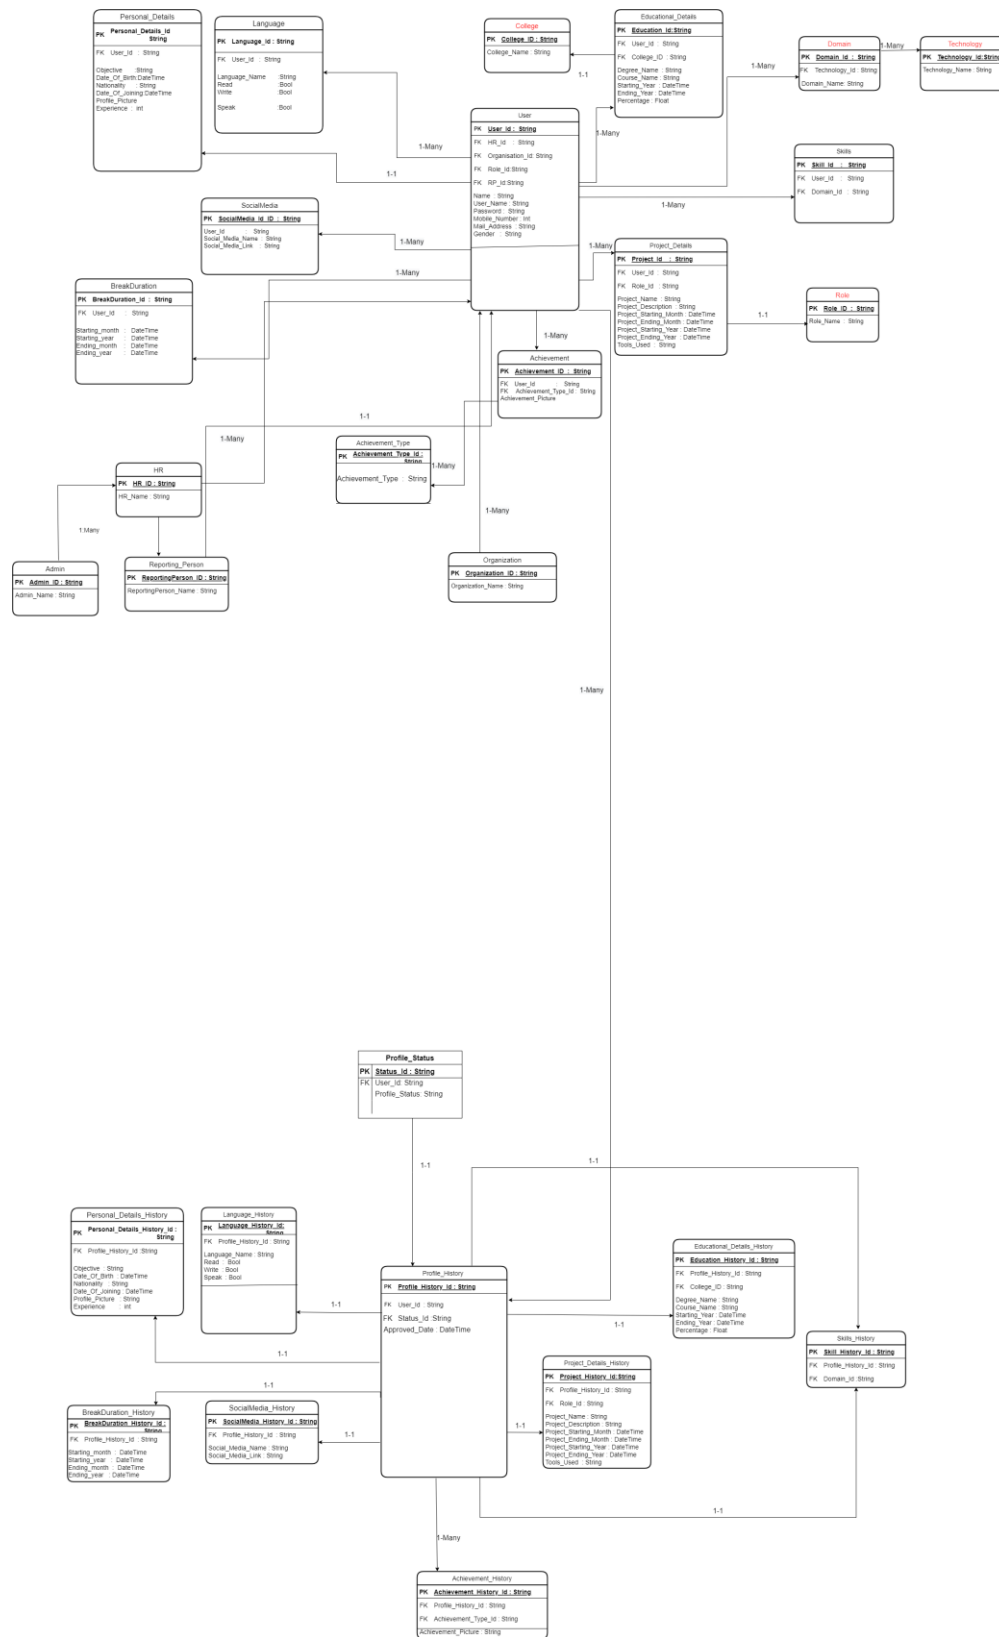 Personal_Details
PK Personal_Details_Id : String
FK User_Id : String
Objective :String
Date_Of_Birth:DateTime
Nationality : String
Date_Of_Joining:DateTime
Profile_Picture
Experience : int
Language
PK Language_Id : String
FK User_Id : String
Language_Name :String
Read :Bool
Write :Bool
Speak :Bool
College
PK College_ID : String
College_Name : String
1-1
Educational_Details
PK Education_Id:String
FK User_Id : String
FK College_ID : String
Degree_Name : String
Course_Name : String
Starting_Year : DateTime
Ending_Year : DateTime
Percentage : Float
Domain
PK Domain_Id : String
FK Technology_Id : String
Domain_Name: String
1-Many
Technology
PK Technology_Id:String
Technology_Name : String
1-Many
User
PK User_Id : String
FK HR_Id : String
FK Organisation_Id :String
FK Role_Id:String
FK RP_Id:String
Name : String
User_Name : String
Password : String
Mobile_Number : int
Mail_Address : String
Gender : String
1-Many
1-1
1-Many
Skills
PK Skill_Id : String
FK User_Id : String
FK Domain_Id : String
1-Many
SocialMedia
PK SocialMedia_Id_ID : String
User_Id : String
Social_Media_Name : String
Social_Media_Link : String
1-Many
1-Many
1-Many
Project_Details
PK Project_Id : String
FK User_Id : String
FK Role_Id : String
Project_Name : String
Project_Description : String
Project_Starting_Month : DateTime
Project_Ending_Month : DateTime
Project_Starting_Year : DateTime
Project_Ending_Year : DateTime
Tools_Used : String
1-1
Role
PK Role_ID : String
Role_Name : String
BreakDuration
PK BreakDuration_Id : String
FK User_Id : String
Starting_month : DateTime
Starting_year : DateTime
Ending_month : DateTime
Ending_year : DateTime
1-Many
Achievement
PK Achievement_ID : String
FK User_Id : String
FK Achievement_Type_Id : String
Achievement_Picture
1-1
1-Many
Achievement_Type
PK Achievement_Type_Id : String
Achievement_Type : String
1-Many
HR
PK HR_ID : String
HR_Name : String
1:Many
1-Many
Admin
PK Admin_ID : String
Admin_Name : String
Reporting_Person
PK ReportingPerson_ID : String
ReportingPerson_Name : String
Organization
PK Organization_ID : String
Organization_Name : String
1-Many
Profile_Status
PK Status_Id : String
FK User_Id: String
Profile_Status: String
1-1
1-1
Personal_Details_History
PK Personal_Details_History_Id : String
FK Profile_History_Id :String
Objective : String
Date_Of_Birth : DateTime
Nationality : String
Date_Of_Joining : DateTime
Profile_Picture : String
Experience : int
Language_History
PK Language_History_Id: String
FK Profile_History_Id : String
Language_Name : String
Read : Bool
Write : Bool
Speak : Bool
Profile_History
PK Profile_History_Id : String
FK User_Id : String
FK Status_Id :String
Approved_Date : DateTime
Educational_Details_History
PK Education_History_Id : String
FK Profile_History_Id : String
FK College_ID : String
Degree_Name : String
Course_Name : String
Starting_Year : DateTime
Ending_Year : DateTime
Percentage : Float
1-1
1-1
1-1
Skills_History
PK Skill_History_Id : String
FK Profile_History_Id : String
FK Domain_Id :String
Project_Details_History
PK Project_History_Id:String
FK Profile_History_Id : String
FK Role_Id : String
Project_Name : String
Project_Description : String
Project_Starting_Month : DateTime
Project_Ending_Month : DateTime
Project_Starting_Year : DateTime
Project_Ending_Year : DateTime
Tools_Used : String
1-1
BreakDuration_History
PK BreakDuration_History_Id : String
FK Profile_History_Id : String
Starting_month : DateTime
Starting_year : DateTime
Ending_month : DateTime
Ending_year : DateTime
SocialMedia_History
PK SocialMedia_History_Id : String
FK Profile_History_Id : String
Social_Media_Name : String
Social_Media_Link : String
1-1
1-1
1-1
1-Many
Achievement_History
PK Achievement_History_Id : String
FK Profile_History_Id : String
FK Achievement_Type_Id : String
Achievement_Picture : String